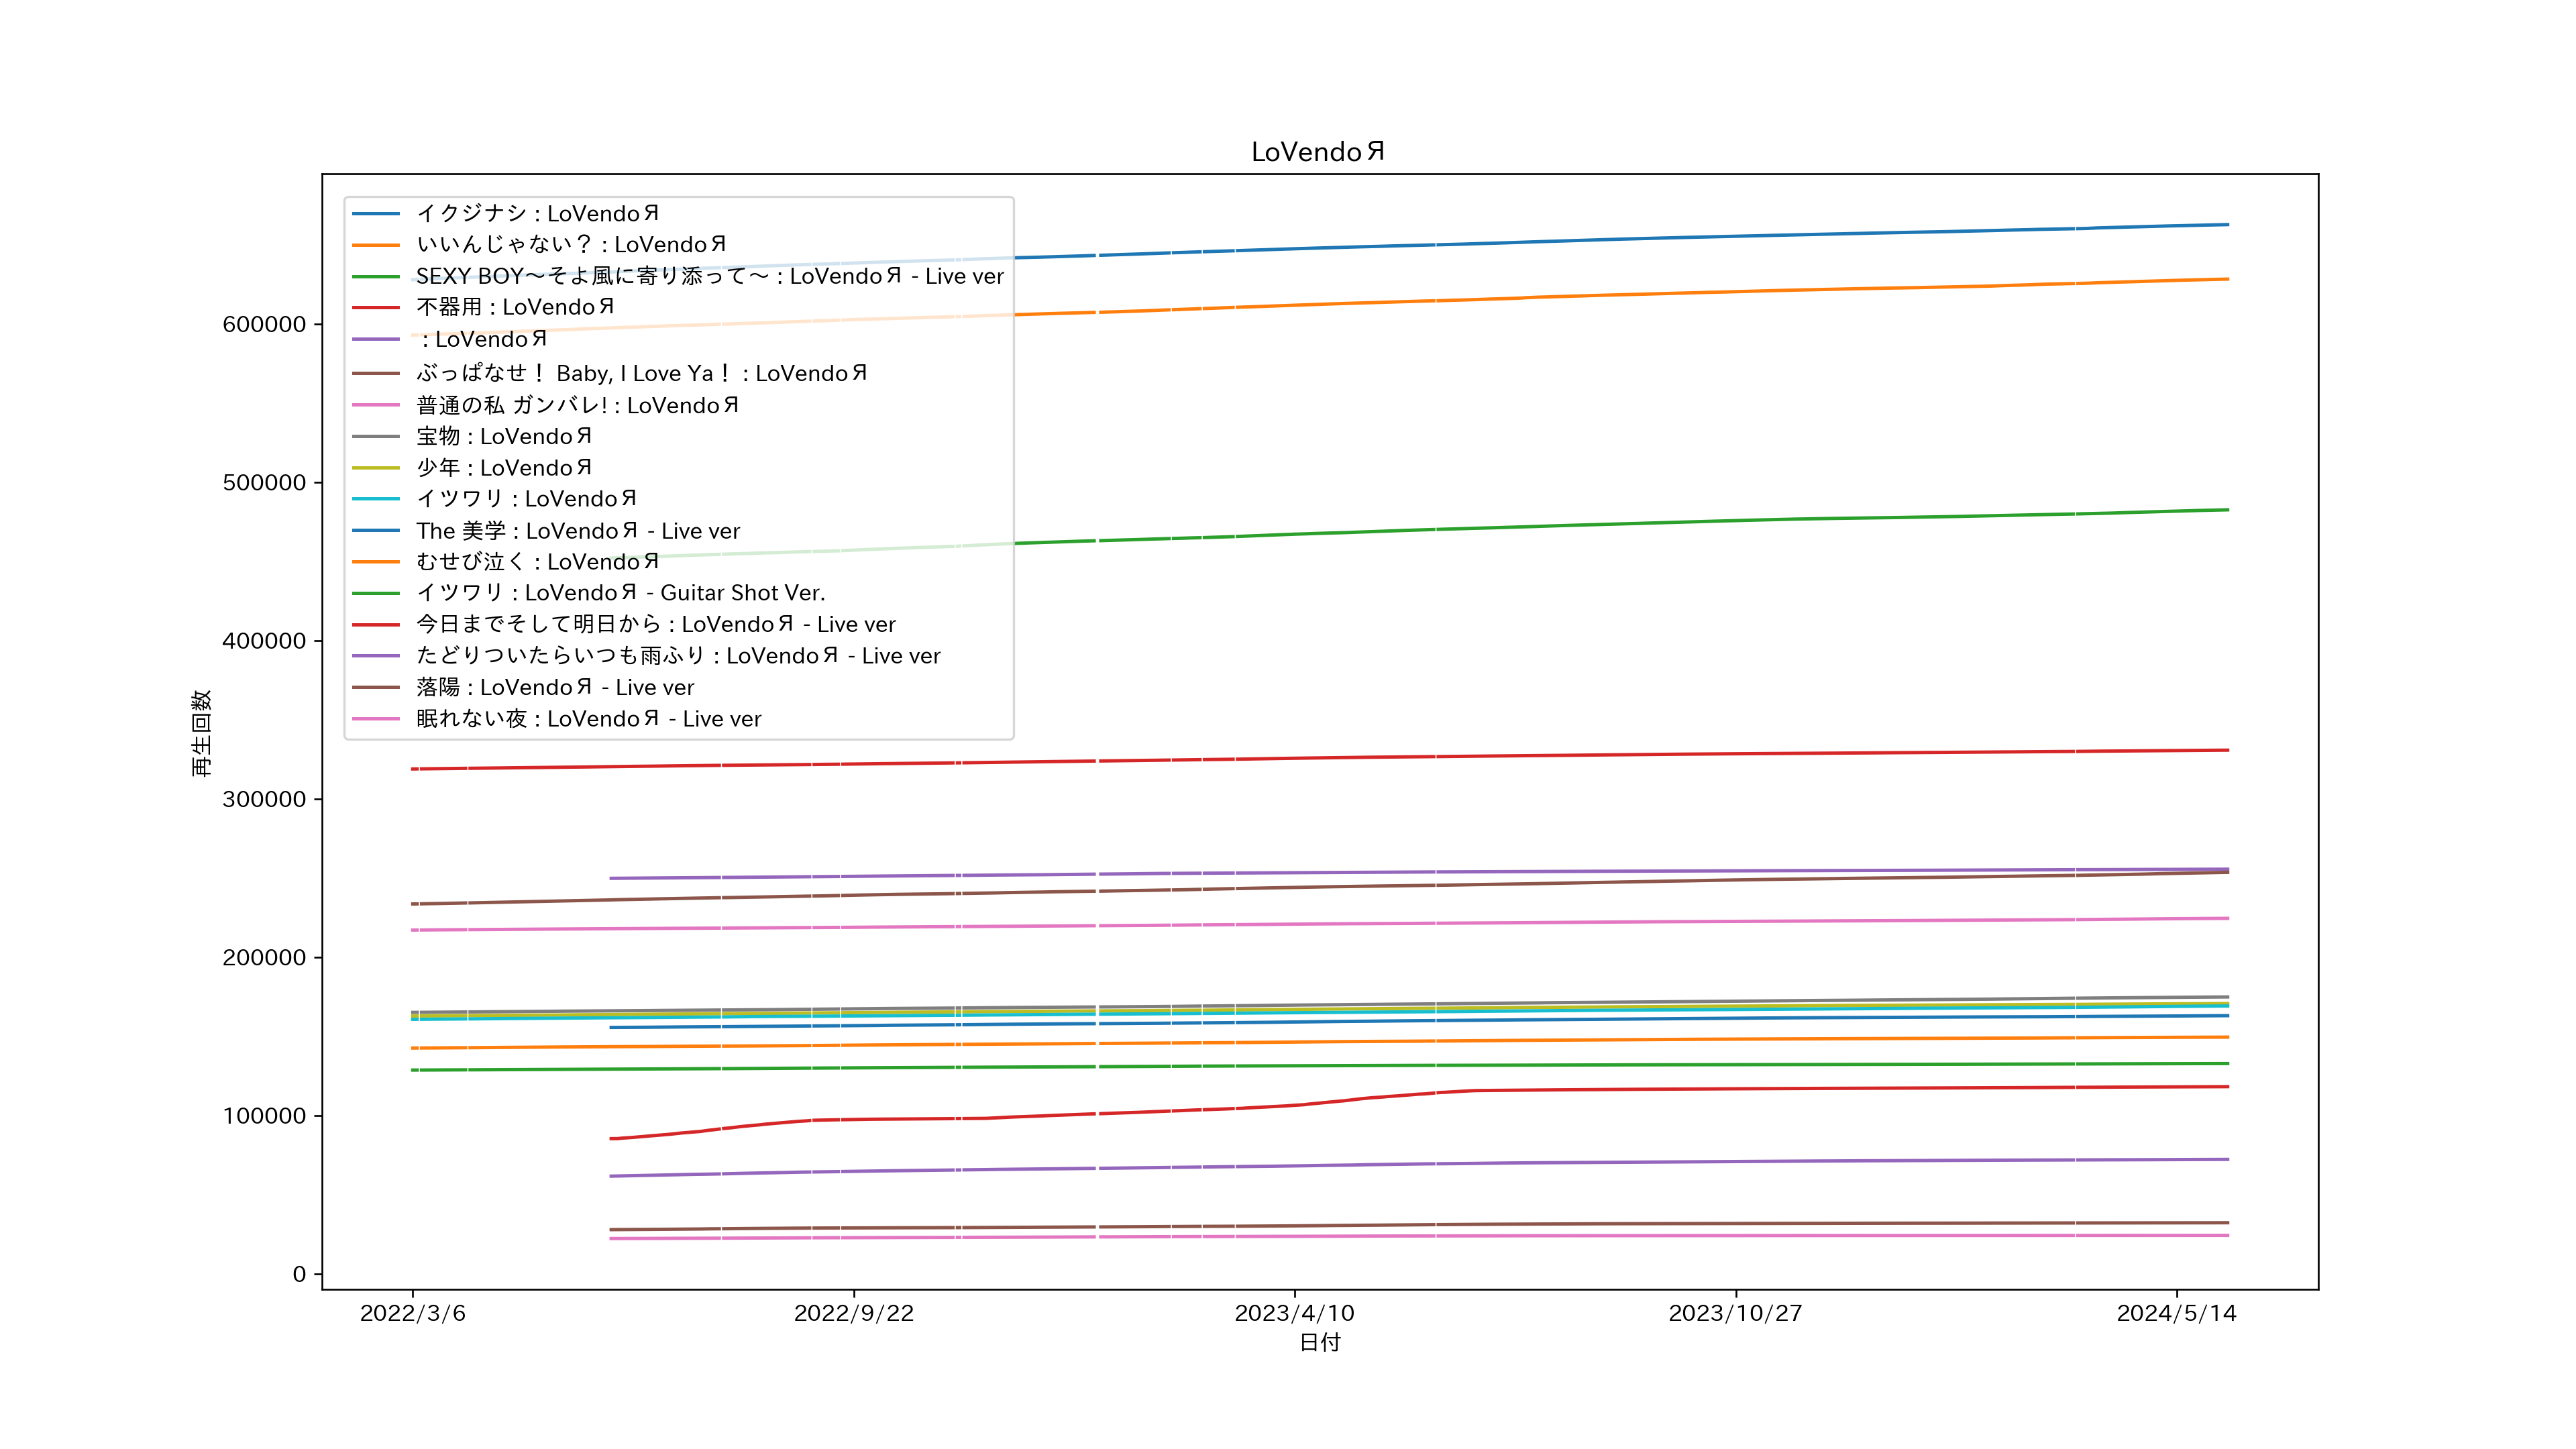 LoVendoЯ
イクジナシ : LoVendoЯ
いいんじゃない？ : LoVendoЯ
SEXY BOY～そよ風に寄り添って～ : LoVendoЯ - Live ver
不器用 : LoVendoЯ
: LoVendoЯ
ぶっぱなせ！ Baby, I Love Ya！ : LoVendoЯ
普通の私 ガンバレ! : LoVendoЯ
宝物 : LoVendoЯ
少年 : LoVendoЯ
イツワリ : LoVendoЯ
The 美学 : LoVendoЯ - Live ver
むせび泣く : LoVendoЯ
イツワリ : LoVendoЯ - Guitar Shot Ver.
今日までそして明日から : LoVendoЯ - Live ver
たどりついたらいつも雨ふり : LoVendoЯ - Live ver
落陽 : LoVendoЯ - Live ver
眠れない夜 : LoVendoЯ - Live ver
再生回数
600000
500000
400000
300000
200000
100000
0
2022/3/6
2022/9/22
2023/4/10
2023/10/27
2024/5/14
日付